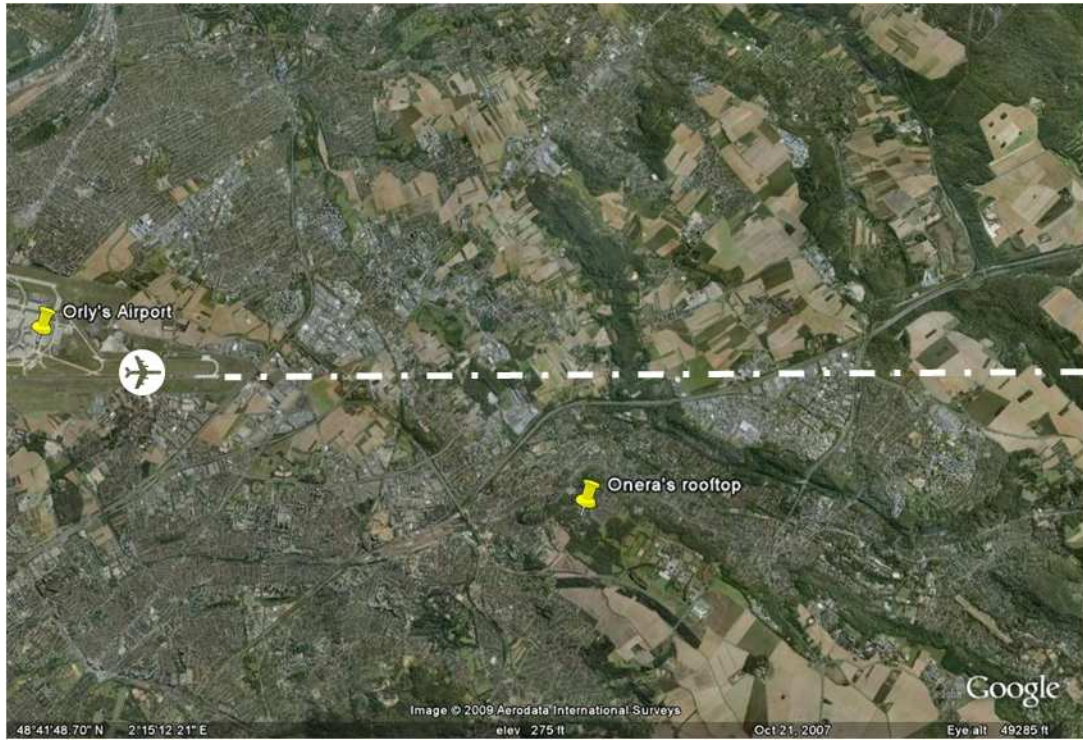 Orly's Airport
Onera's rooftop
Google
Image © 2009 Aerodata International Surveys
48°41'48.70" N 2°15'12.21" E elev 275 ft Oct 21, 2007 Eye alt 49285 ft